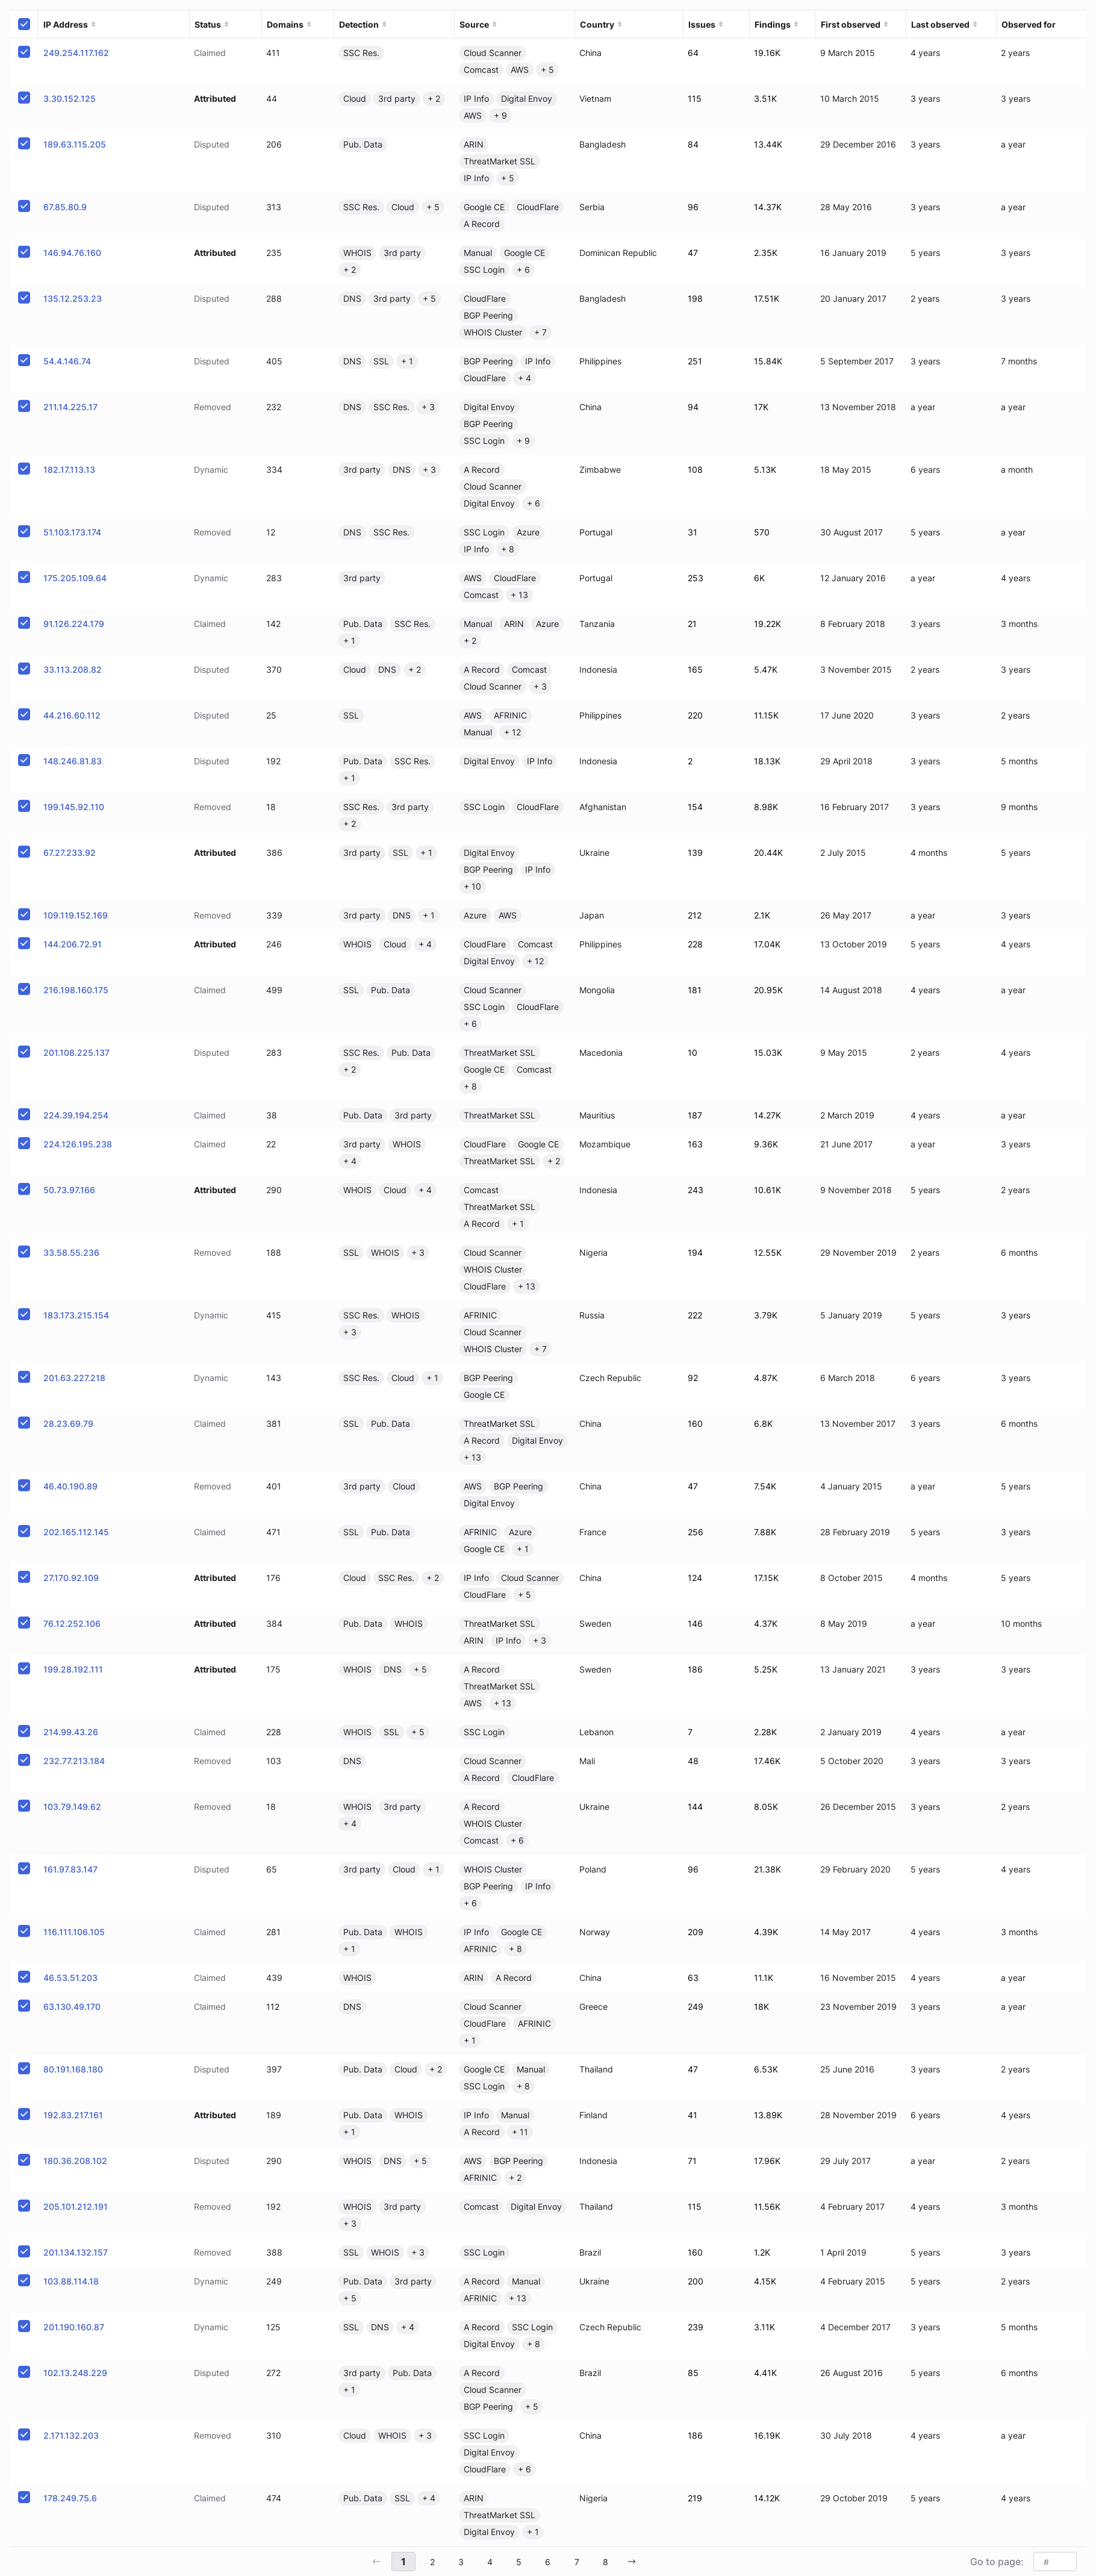 IP Address Status Domains Detection Source Country Issues Findings First observed Last observed Observed for
249.254.117.162 Claimed 411 SSC Res. Cloud Scanner China 64 19.16K 9 March 2015 4 years 2 years
Comcast AWS + 5
3.30.152.125 Attributed 44 Cloud 3rd party + 2 IP Info Digital Envoy Vietnam 115 3.51K 10 March 2015 3 years 3 years
AWS + 9
189.63.115.205 Disputed 206 Pub. Data ARIN Bangladesh 84 13.44K 29 December 2016 3 years a year
ThreatMarket SSL
IP Info + 5
67.85.80.9 Disputed 313 SSC Res. Cloud + 5 Google CE CloudFlare Serbia 96 14.37K 28 May 2016 3 years a year
A Record
146.94.76.160 Attributed 235 WHOIS 3rd party Manual Google CE Dominican Republic 47 2.35K 16 January 2019 5 years 3 years
+ 2 SSC Login + 6
135.12.253.23 Disputed 288 DNS 3rd party + 5 CloudFlare Bangladesh 198 17.51K 20 January 2017 2 years 3 years
BGP Peering
WHOIS Cluster + 7
54.4.146.74 Disputed 405 DNS SSL + 1 BGP Peering IP Info Philippines 251 15.84K 5 September 2017 3 years 7 months
CloudFlare + 4
211.14.225.17 Removed 232 DNS SSC Res. + 3 Digital Envoy China 94 17K 13 November 2018 a year a year
BGP Peering
SSC Login + 9
182.17.113.13 Dynamic 334 3rd party DNS + 3 A Record Zimbabwe 108 5.13K 18 May 2015 6 years a month
Cloud Scanner
Digital Envoy + 6
51.103.173.174 Removed 12 DNS SSC Res. SSC Login Azure Portugal 31 570 30 August 2017 5 years a year
IP Info + 8
175.205.109.64 Dynamic 283 3rd party AWS CloudFlare Portugal 253 6K 12 January 2016 a year 4 years
Comcast + 13
91.126.224.179 Claimed 142 Pub. Data SSC Res. Manual ARIN Azure Tanzania 21 19.22K 8 February 2018 3 years 3 months
+ 1 + 2
33.113.208.82 Disputed 370 Cloud DNS + 2 A Record Comcast Indonesia 165 5.47K 3 November 2015 2 years 3 years
Cloud Scanner + 3
44.216.60.112 Disputed 25 SSL AWS AFRINIC Philippines 220 11.15K 17 June 2020 3 years 2 years
Manual + 12
148.246.81.83 Disputed 192 Pub. Data SSC Res. Digital Envoy IP Info Indonesia 2 18.13K 29 April 2018 3 years 5 months
+ 1
199.145.92.110 Removed 18 SSC Res. 3rd party SSC Login CloudFlare Afghanistan 154 8.98K 16 February 2017 3 years 9 months
+ 2
67.27.233.92 Attributed 386 3rd party SSL + 1 Digital Envoy Ukraine 139 20.44K 2 July 2015 4 months 5 years
BGP Peering IP Info
+ 10
109.119.152.169 Removed 339 3rd party DNS + 1 Azure AWS Japan 212 2.1K 26 May 2017 a year 3 years
144.206.72.91 Attributed 246 WHOIS Cloud + 4 CloudFlare Comcast Philippines 228 17.04K 13 October 2019 5 years 4 years
Digital Envoy + 12
216.198.160.175 Claimed 499 SSL Pub. Data Cloud Scanner Mongolia 181 20.95K 14 August 2018 4 years a year
SSC Login CloudFlare
+ 6
201.108.225.137 Disputed 283 SSC Res. Pub. Data ThreatMarket SSL Macedonia 10 15.03K 9 May 2015 2 years 4 years
+ 2 Google CE Comcast
+ 8
224.39.194.254 Claimed 38 Pub. Data 3rd party ThreatMarket SSL Mauritius 187 14.27K 2 March 2019 4 years a year
224.126.195.238 Claimed 22 3rd party WHOIS CloudFlare Google CE Mozambique 163 9.36K 21 June 2017 a year 3 years
+ 4 ThreatMarket SSL + 2
50.73.97.166 Attributed 290 WHOIS Cloud + 4 Comcast Indonesia 243 10.61K 9 November 2018 5 years 2 years
ThreatMarket SSL
A Record + 1
33.58.55.236 Removed 188 SSL WHOIS + 3 Cloud Scanner Nigeria 194 12.55K 29 November 2019 2 years 6 months
WHOIS Cluster
CloudFlare + 13
183.173.215.154 Dynamic 415 SSC Res. WHOIS AFRINIC Russia 222 3.79K 5 January 2019 5 years 3 years
+ 3 Cloud Scanner
WHOIS Cluster + 7
201.63.227.218 Dynamic 143 SSC Res. Cloud + 1 BGP Peering Czech Republic 92 4.87K 6 March 2018 6 years 3 years
Google CE
28.23.69.79 Claimed 381 SSL Pub. Data ThreatMarket SSL China 160 6.8K 13 November 2017 3 years 6 months
A Record Digital Envoy
+ 13
46.40.190.89 Removed 401 3rd party Cloud AWS BGP Peering China 47 7.54K 4 January 2015 a year 5 years
Digital Envoy
202.165.112.145 Claimed 471 SSL Pub. Data AFRINIC Azure France 256 7.88K 28 February 2019 5 years 3 years
Google CE + 1
27.170.92.109 Attributed 176 Cloud SSC Res. + 2 IP Info Cloud Scanner China 124 17.15K 8 October 2015 4 months 5 years
CloudFlare + 5
76.12.252.106 Attributed 384 Pub. Data WHOIS ThreatMarket SSL Sweden 146 4.37K 8 May 2019 a year 10 months
ARIN IP Info + 3
199.28.192.111 Attributed 175 WHOIS DNS + 5 A Record Sweden 186 5.25K 13 January 2021 3 years 3 years
ThreatMarket SSL
AWS + 13
214.99.43.26 Claimed 228 WHOIS SSL + 5 SSC Login Lebanon 7 2.28K 2 January 2019 4 years a year
232.77.213.184 Removed 103 DNS Cloud Scanner Mali 48 17.46K 5 October 2020 3 years 3 years
A Record CloudFlare
103.79.149.62 Removed 18 WHOIS 3rd party A Record Ukraine 144 8.05K 26 December 2015 3 years 2 years
+ 4 WHOIS Cluster
Comcast + 6
161.97.83.147 Disputed 65 3rd party Cloud + 1 WHOIS Cluster Poland 96 21.38K 29 February 2020 5 years 4 years
BGP Peering IP Info
+ 6
116.111.106.105 Claimed 281 Pub. Data WHOIS IP Info Google CE Norway 209 4.39K 14 May 2017 4 years 3 months
+ 1 AFRINIC + 8
46.53.51.203 Claimed 439 WHOIS ARIN A Record China 63 11.1K 16 November 2015 4 years a year
63.130.49.170 Claimed 112 DNS Cloud Scanner Greece 249 18K 23 November 2019 3 years a year
CloudFlare AFRINIC
+ 1
80.191.168.180 Disputed 397 Pub. Data Cloud + 2 Google CE Manual Thailand 47 6.53K 25 June 2016 3 years 2 years
SSC Login + 8
192.83.217.161 Attributed 189 Pub. Data WHOIS IP Info Manual Finland 41 13.89K 28 November 2019 6 years 4 years
+ 1 A Record + 11
180.36.208.102 Disputed 290 WHOIS DNS + 5 AWS BGP Peering Indonesia 71 17.96K 29 July 2017 a year 2 years
AFRINIC + 2
205.101.212.191 Removed 192 WHOIS 3rd party Comcast Digital Envoy Thailand 115 11.56K 4 February 2017 4 years 3 months
+ 3
201.134.132.157 Removed 388 SSL WHOIS + 3 SSC Login Brazil 160 1.2K 1 April 2019 5 years 3 years
103.88.114.18 Dynamic 249 Pub. Data 3rd party A Record Manual Ukraine 200 4.15K 4 February 2015 5 years 2 years
+ 5 AFRINIC + 13
201.190.160.87 Dynamic 125 SSL DNS + 4 A Record SSC Login Czech Republic 239 3.11K 4 December 2017 3 years 5 months
Digital Envoy + 8
102.13.248.229 Disputed 272 3rd party Pub. Data A Record Brazil 85 4.41K 26 August 2016 5 years 6 months
+ 1 Cloud Scanner
BGP Peering + 5
2.171.132.203 Removed 310 Cloud WHOIS + 3 SSC Login China 186 16.19K 30 July 2018 4 years a year
Digital Envoy
CloudFlare + 6
178.249.75.6 Claimed 474 Pub. Data SSL + 4 ARIN Nigeria 219 14.12K 29 October 2019 5 years 4 years
ThreatMarket SSL
Digital Envoy + 1
← 1 2 3 4 5 6 7 8 → Go to page: #